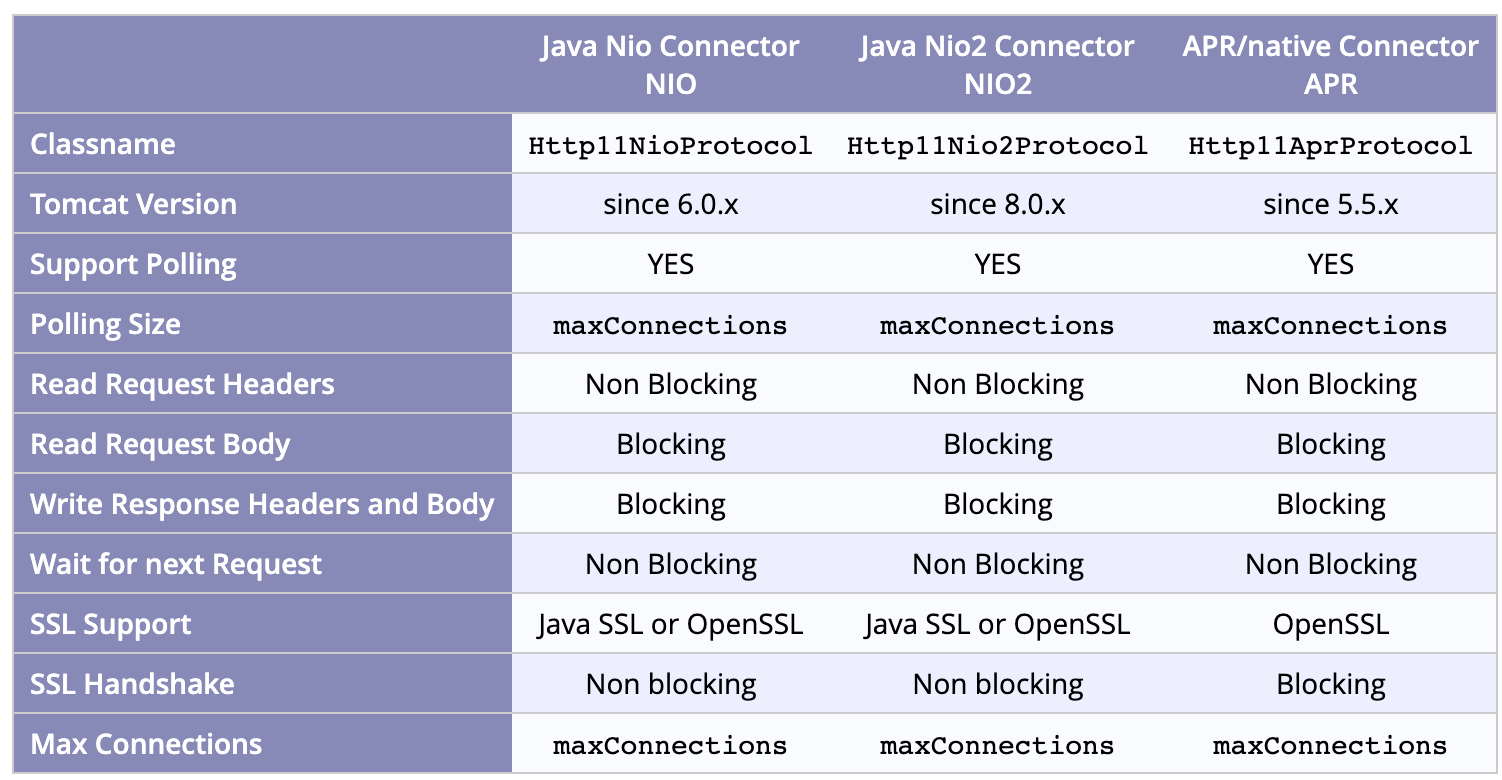 Java Nio Connector Java Nio2 Connector APR/native Connector
NIO NIO2 APR
Classname Http11NioProtocol Http11Nio2Protocol Http11AprProtocol
Tomcat Version since 6.0.x since 8.0.x since 5.5.x
Support Polling YES YES YES
Polling Size maxConnections maxConnections maxConnections
Read Request Headers Non Blocking Non Blocking Non Blocking
Read Request Body Blocking Blocking Blocking
Write Response Headers and Body Blocking Blocking Blocking
Wait for next Request Non Blocking Non Blocking Non Blocking
SSL Support Java SSL or OpenSSL Java SSL or OpenSSL OpenSSL
SSL Handshake Non blocking Non blocking Blocking
Max Connections maxConnections maxConnections maxConnections